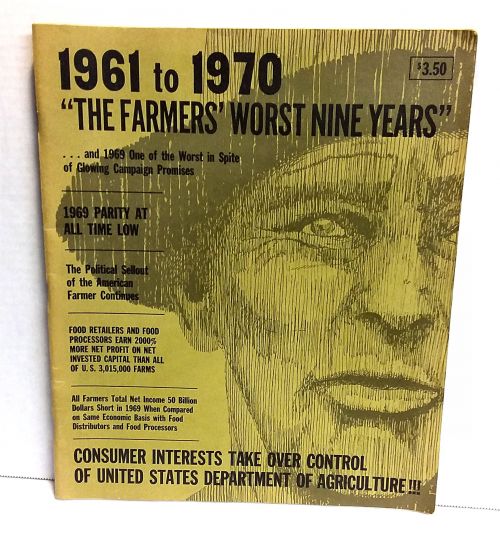 1961 to 1970
$3.50
"THE FARMERS' WORST NINE YEARS"
. . . and 1969 One of the Worst in Spite
of Glowing Campaign Promises
1969 PARITY AT
ALL TIME LOW
The Political Sellout
of the American
Farmer Continues
FOOD RETAILERS AND FOOD
PROCESSORS EARN 2000%
MORE NET PROFIT ON NET
INVESTED CAPITAL THAN ALL
OF U. S. 3,015,000 FARMS
All Farmers Total Net Income 50 Billion
Dollars Short in 1969 When Compared
on Same Economic Basis with Food
Distributors and Food Processors
CONSUMER INTERESTS TAKE OVER CONTROL
OF UNITED STATES DEPARTMENT OF AGRICULTURE!!!